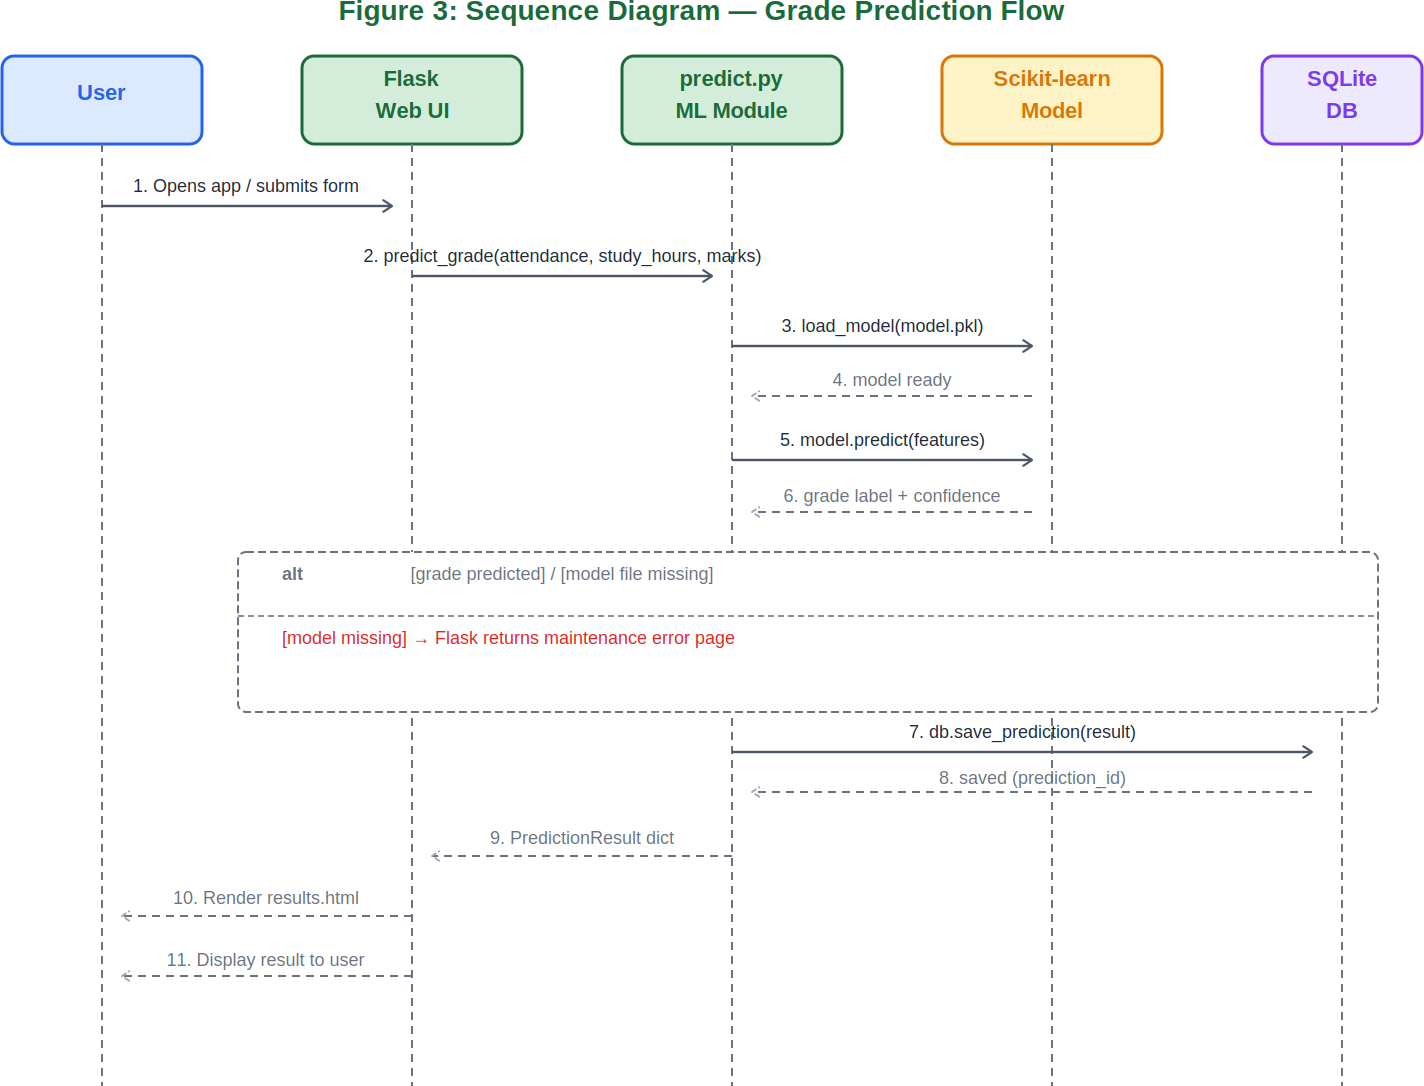 Figure 3: Sequence Diagram — Grade Prediction Flow
User
Flask
Web UI
predict.py
ML Module
Scikit-learn
Model
SQLite
DB
1. Opens app / submits form
2. predict_grade(attendance, study_hours, marks)
3. load_model(model.pkl)
4. model ready
5. model.predict(features)
6. grade label + confidence
alt [grade predicted] / [model file missing]
[model missing] → Flask returns maintenance error page
7. db.save_prediction(result)
8. saved (prediction_id)
9. PredictionResult dict
10. Render results.html
11. Display result to user